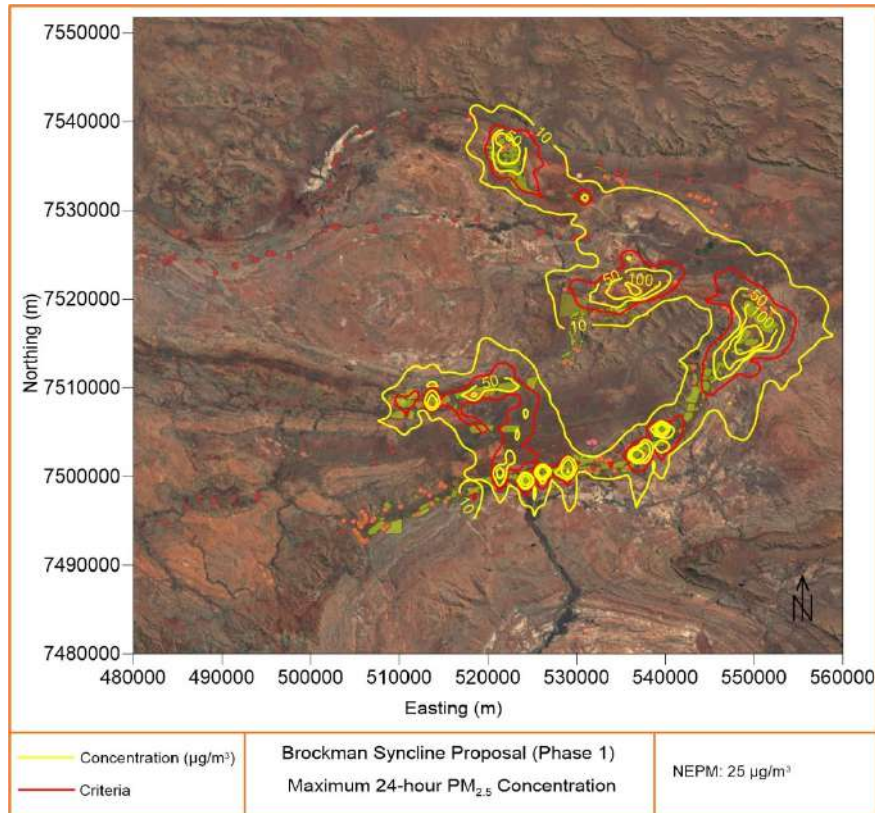 7550000
7540000
7530000
7520000
7510000
7500000
7490000
7480000
Northing (m)
10
50
50
100
10
50
100
50
10
N
480000 490000 500000 510000 520000 530000 540000 550000 560000
Easting (m)
Concentration (µg/m³)
Criteria
Brockman Syncline Proposal (Phase 1)
Maximum 24-hour PM₂.₅ Concentration
NEPM: 25 µg/m³